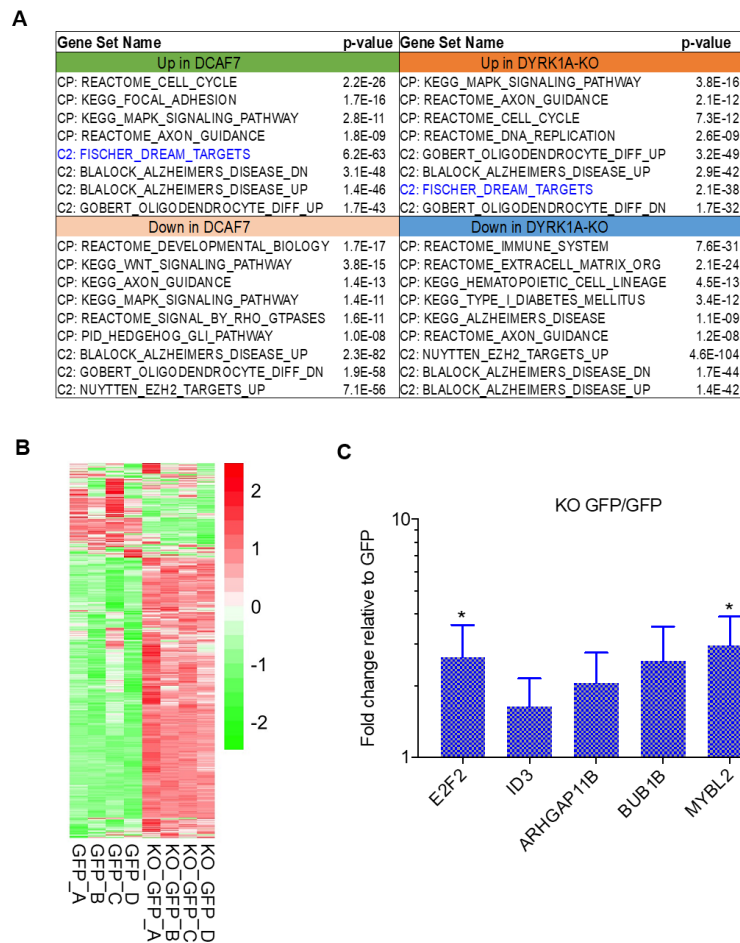 A
Gene Set Name p-value Gene Set Name p-value
Up in DCAF7 Up in DYRK1A-KO
CP: REACTOME_CELL_CYCLE 2.2E-26 CP: KEGG_MAPK_SIGNALING_PATHWAY 3.8E-16
CP: KEGG_FOCAL_ADHESION 1.7E-16 CP: REACTOME_AXON_GUIDANCE 2.1E-12
CP: KEGG_MAPK_SIGNALING_PATHWAY 2.8E-11 CP: REACTOME_CELL_CYCLE 7.3E-12
CP: REACTOME_AXON_GUIDANCE 1.8E-09 CP: REACTOME_DNA_REPLICATION 2.6E-09
C2: FISCHER_DREAM_TARGETS 6.2E-63 C2: GOBERT_OLIGODENDROCYTE_DIFF_UP 3.2E-49
C2: BLALOCK_ALZHEIMERS_DISEASE_DN 3.1E-48 C2: BLALOCK_ALZHEIMERS_DISEASE_UP 2.9E-42
C2: BLALOCK_ALZHEIMERS_DISEASE_UP 1.4E-46 C2: FISCHER_DREAM_TARGETS 2.1E-38
C2: GOBERT_OLIGODENDROCYTE_DIFF_UP 1.7E-43 C2: GOBERT_OLIGODENDROCYTE_DIFF_DN 1.7E-32
Down in DCAF7 Down in DYRK1A-KO
CP: REACTOME_DEVELOPMENTAL_BIOLOGY 1.7E-17 CP: REACTOME_IMMUNE_SYSTEM 7.6E-31
CP: KEGG_WNT_SIGNALING_PATHWAY 3.8E-15 CP: REACTOME_EXTRACELL_MATRIX_ORG 2.1E-24
CP: KEGG_AXON_GUIDANCE 1.4E-13 CP: KEGG_HEMATOPOIETIC_CELL_LINEAGE 4.5E-13
CP: KEGG_MAPK_SIGNALING_PATHWAY 1.4E-11 CP: KEGG_TYPE_I_DIABETES_MELLITUS 3.4E-12
CP: REACTOME_SIGNAL_BY_RHO_GTPASES 1.6E-11 CP: KEGG_ALZHEIMERS_DISEASE 1.1E-09
CP: PID_HEDGEHOG_GLI_PATHWAY 1.0E-08 CP: REACTOME_AXON_GUIDANCE 1.2E-08
C2: BLALOCK_ALZHEIMERS_DISEASE_UP 2.3E-82 C2: NUYTTEN_EZH2_TARGETS_UP 4.6E-104
C2: GOBERT_OLIGODENDROCYTE_DIFF_DN 1.9E-58 C2: BLALOCK_ALZHEIMERS_DISEASE_DN 1.7E-44
C2: NUYTTEN_EZH2_TARGETS_UP 7.1E-56 C2: BLALOCK_ALZHEIMERS_DISEASE_UP 1.4E-42
B
2
1
0
-1
-2
GFP_A
GFP_B
GFP_C
GFP_D
KO_GFP_A
KO_GFP_B
KO_GFP_C
KO_GFP_D
C
KO GFP/GFP
Fold change relative to GFP
10
1
*
*
E2F2
ID3
ARHGAP11B
BUB1B
MYBL2